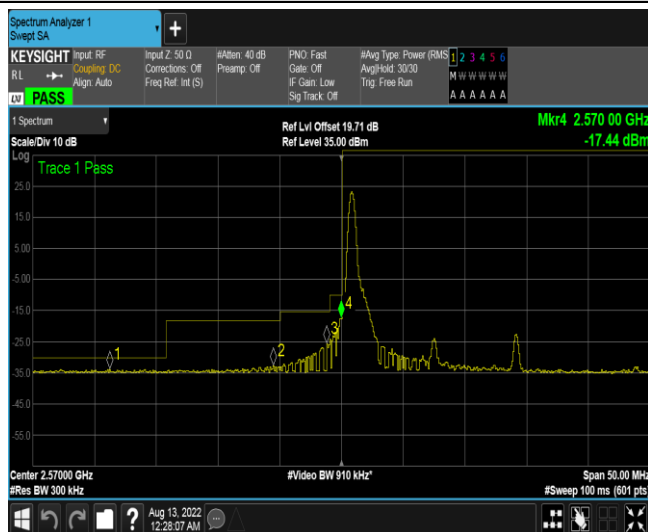 Spectrum Analyzer 1
Swept SA
+
KEYSIGHT Input: RF Input Z: 50 Ω #Atten: 40 dB PNO: Fast #Avg Type: Power (RMS 1 2 3 4 5 6
RL Coupling: DC Corrections: Off Preamp: Off Gate: Off Avg|Hold: 30/30 M W W W W W
Align: Auto Freq Ref: Int (S) IF Gain: Low Trig: Free Run
LXI PASS Sig Track: Off A A A A A A
1 Spectrum Ref Lvl Offset 19.71 dB Mkr4 2.570 00 GHz
Scale/Div 10 dB Ref Level 35.00 dBm -17.44 dBm
Log
Trace 1 Pass
25.0
15.0
5.00
-5.00
-15.0
4
3
-25.0
1 2
-35.0
-45.0
-55.0
Center 2.57000 GHz #Video BW 910 kHz* Span 50.00 MHz
#Res BW 300 kHz #Sweep 100 ms (601 pts)
? Aug 13, 2022
12:28:07 AM